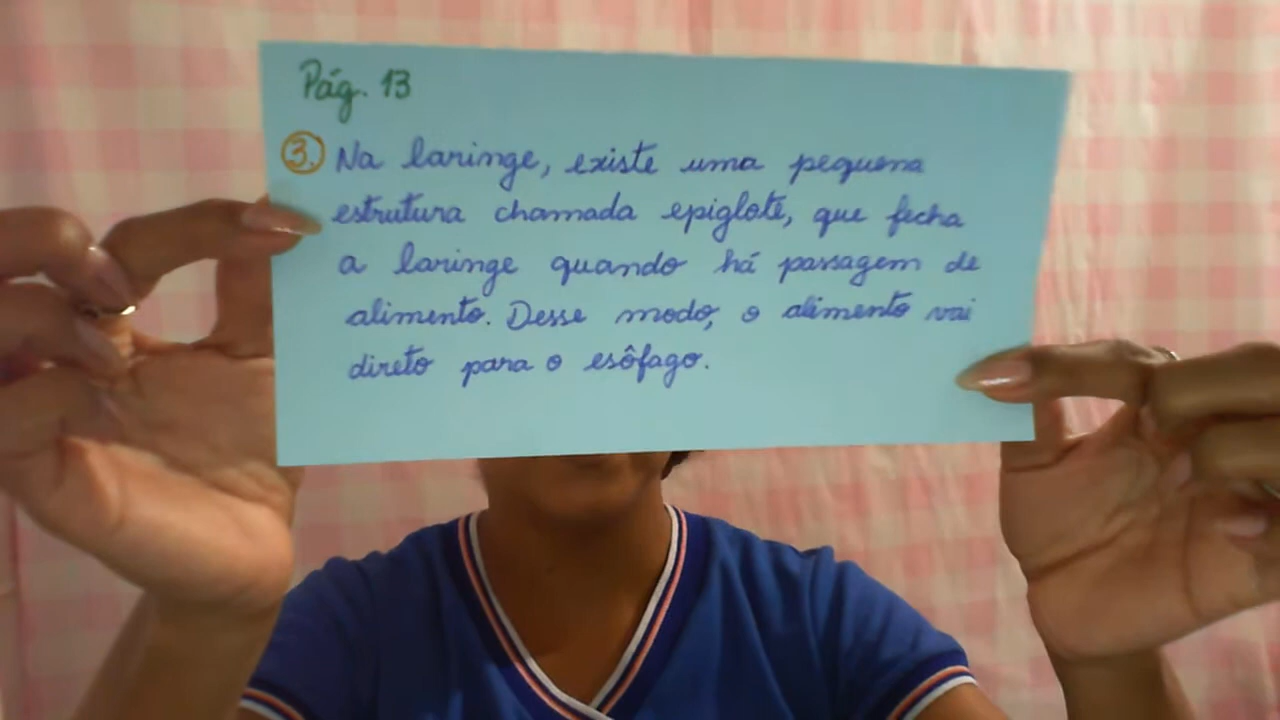 Pág. 13
3. Na laringe, existe uma pequena
estrutura chamada epiglote, que fecha
a laringe quando há passagem de
alimento. Desse modo, o alimento vai
direto para o esôfago.